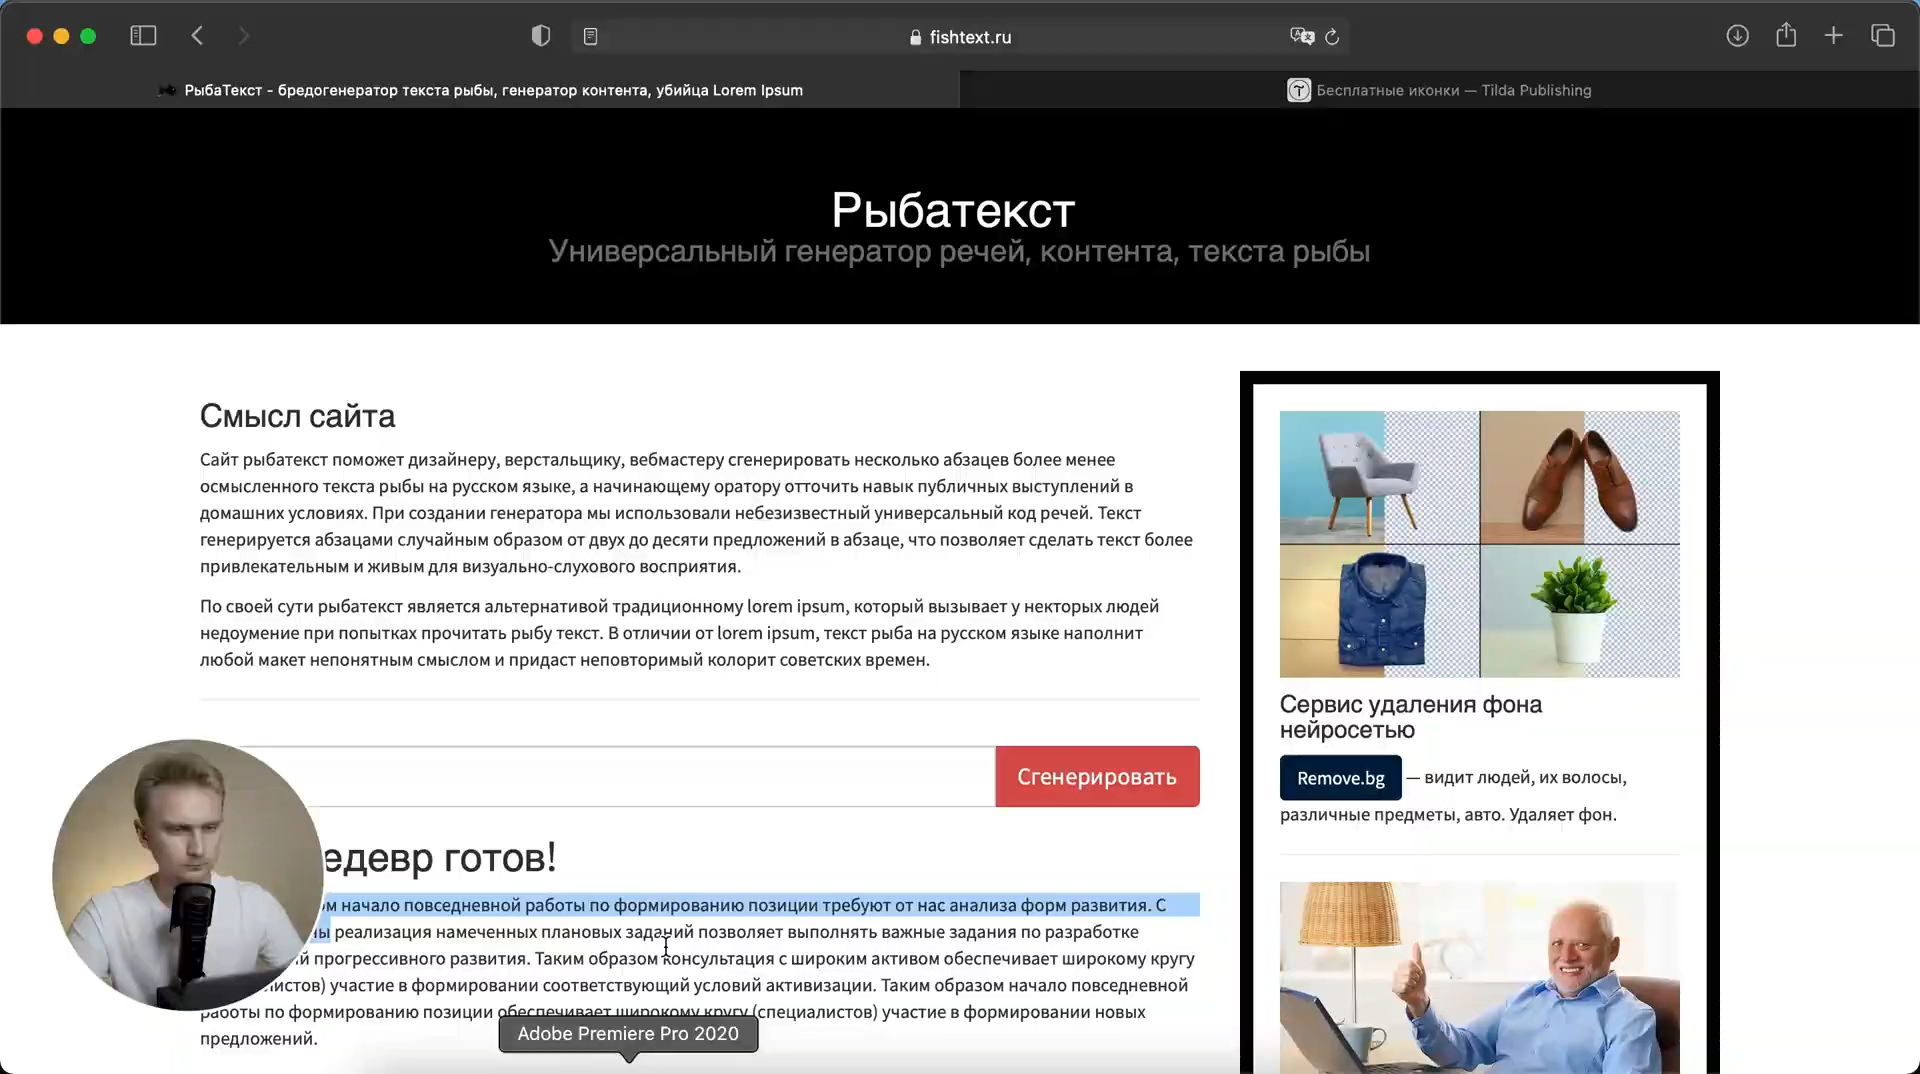 fishtext.ru
РыбаТекст - бредогенератор текста рыбы, генератор контента, убийца Lorem Ipsum
Бесплатные иконки — Tilda Publishing
Рыбатекст
Универсальный генератор речей, контента, текста рыбы
Смысл сайта
Сайт рыбатекст поможет дизайнеру, верстальщику, вебмастеру сгенерировать несколько абзацев более менее
осмысленного текста рыбы на русском языке, а начинающему оратору отточить навык публичных выступлений в
домашних условиях. При создании генератора мы использовали небезизвестный универсальный код речей. Текст
генерируется абзацами случайным образом от двух до десяти предложений в абзаце, что позволяет сделать текст более
привлекательным и живым для визуально-слухового восприятия.
По своей сути рыбатекст является альтернативой традиционному lorem ipsum, который вызывает у некторых людей
недоумение при попытках прочитать рыбу текст. В отличии от lorem ipsum, текст рыба на русском языке наполнит
любой макет непонятным смыслом и придаст неповторимый колорит советских времен.
Сгенерировать
едевр готов!
ом начало повседневной работы по формированию позиции требуют от нас анализа форм развития. С
ны реализация намеченных плановых заданий позволяет выполнять важные задания по разработке
й прогрессивного развития. Таким образом консультация с широким активом обеспечивает широкому кругу
листов) участие в формировании соответствующий условий активизации. Таким образом начало повседневной
работы по формированию позиции обеспечивает широкому кругу (специалистов) участие в формировании новых
предложений.
Adobe Premiere Pro 2020
Сервис удаления фона
нейросетью
Remove.bg — видит людей, их волосы,
различные предметы, авто. Удаляет фон.